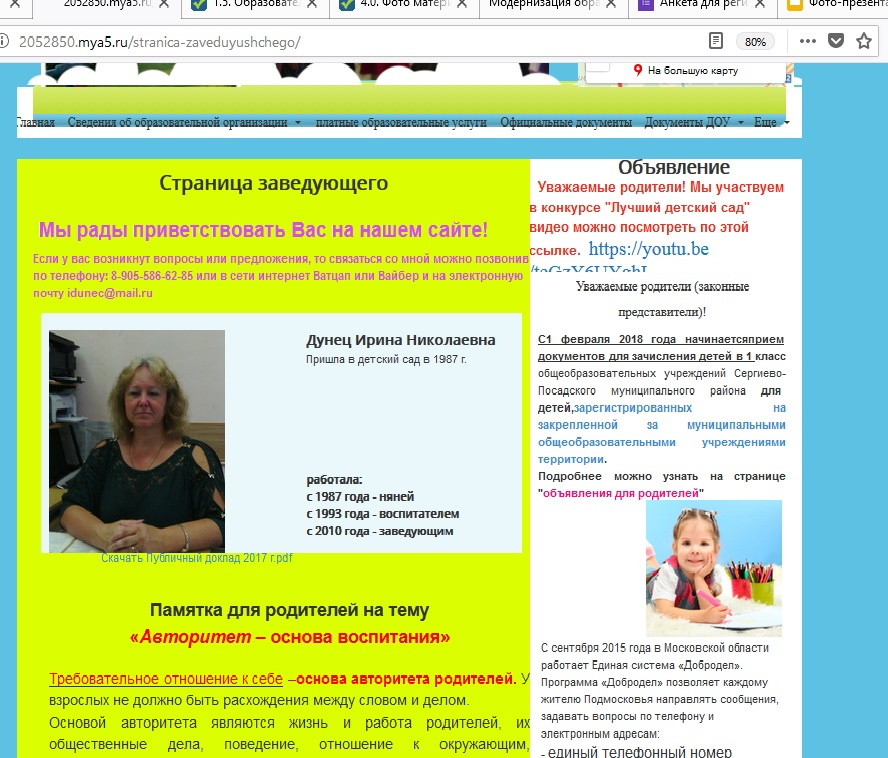 2052850.mya5.ru/
1.5. Образовател
4.0. Фото матери
Модернизация обра
Анкета для реги
Фото-презента
2052850.mya5.ru/stranica-zaveduyushchego/
80%
На большую карту
Главная Сведения об образовательной организации платные образовательные услуги Официальные документы Документы ДОУ Еще
Страница заведующего
Мы рады приветствовать Вас на нашем сайте!
Если у вас возникнут вопросы или предложения, то связаться со мной можно позвонив
по телефону: 8-905-586-62-85 или в сети интернет Ватцап или Вайбер и на электронную
почту idunec@mail.ru
Дунец Ирина Николаевна
Пришла в детский сад в 1987 г.
работала:
с 1987 года - няней
с 1993 года - воспитателем
с 2010 года - заведующим
Скачать Публичный доклад 2017 г.pdf
Памятка для родителей на тему
«Авторитет – основа воспитания»
Требовательное отношение к себе –основа авторитета родителей. У
взрослых не должно быть расхождения между словом и делом.
Основой авторитета являются жизнь и работа родителей, их
общественные дела, поведение, отношение к окружающим,
Объявление
Уважаемые родители! Мы участвуем
в конкурсе "Лучший детский сад"
видео можно посмотреть по этой
ссылке. https://youtu.be
Уважаемые родители (законные
представители)!
С1 февраля 2018 года начинаетсяприем
документов для зачисления детей в 1 класс
общеобразовательных учреждений Сергиево-
Посадского муниципального района для
детей,зарегистрированных на
закрепленной за муниципальными
общеобразовательными учреждениями
территории.
Подробнее можно узнать на странице
"объявления для родителей"
С сентября 2015 года в Московской области
работает Единая система «Добродел».
Программа «Добродел» позволяет каждому
жителю Подмосковья направлять сообщения,
задавать вопросы по телефону и
электронным адресам:
- единый телефонный номер